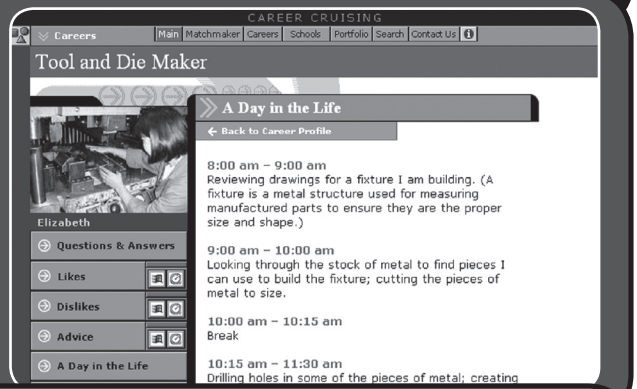 CAREER CRUISING
Careers
Main Matchmaker Careers Schools Portfolio Search Contact Us
Tool and Die Maker
A Day in the Life
Back to Career Profile
Elizabeth
Questions & Answers
Likes
Dislikes
Advice
A Day in the Life
8:00 am – 9:00 am
Reviewing drawings for a fixture I am building. (A
fixture is a metal structure used for measuring
manufactured parts to ensure they are the proper
size and shape.)
9:00 am – 10:00 am
Looking through the stock of metal to find pieces I
can use to build the fixture; cutting the pieces of
metal to size.
10:00 am – 10:15 am
Break
10:15 am – 11:30 am
Drilling holes in some of the pieces of metal; creating